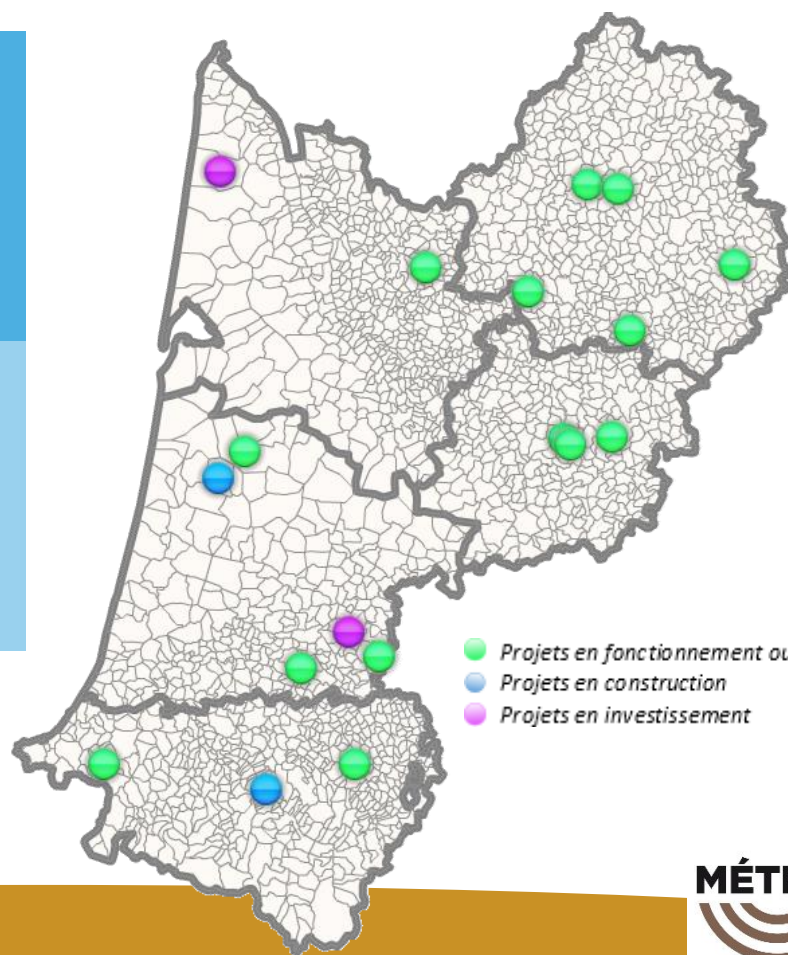 Projets en fonctionnement ou
Projets en construction
Projets en investissement
MÉT